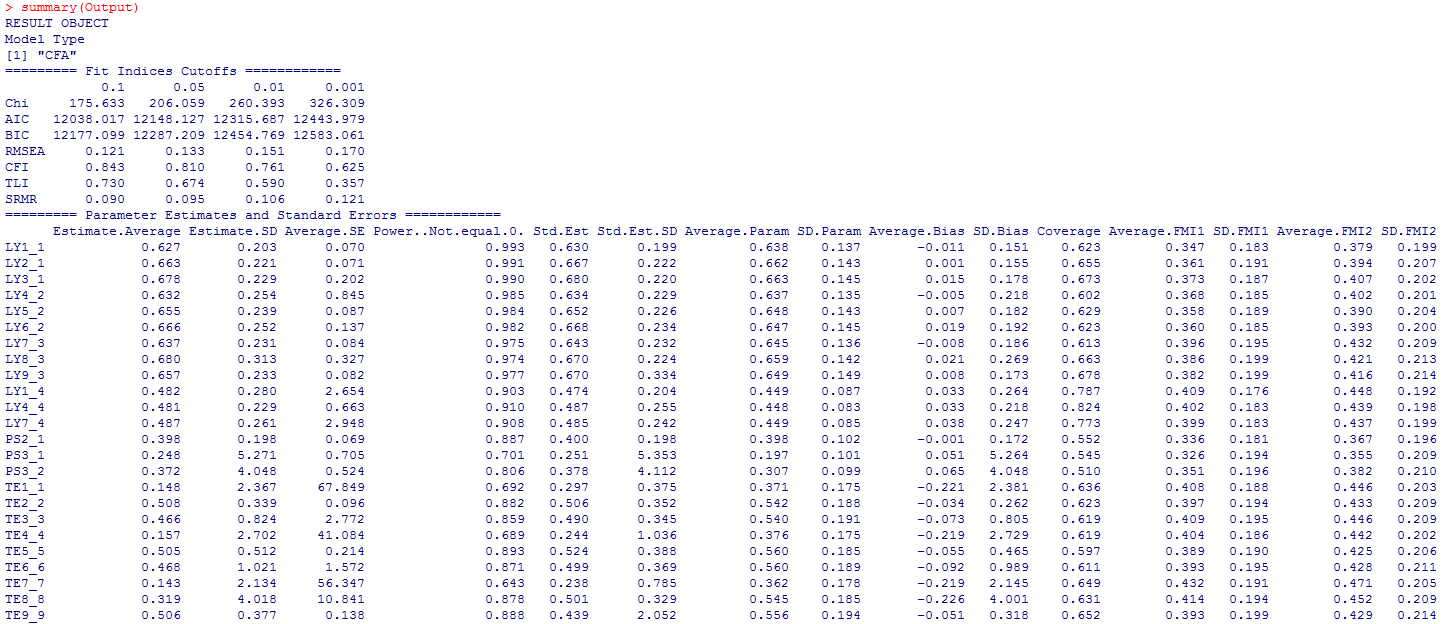 > summary(Output)
RESULT OBJECT
Model Type
[1] "CFA"
========= Fit Indices Cutoffs ============
0.1 0.05 0.01 0.001
Chi 175.633 206.059 260.393 326.309
AIC 12038.017 12148.127 12315.687 12443.979
BIC 12177.099 12287.209 12454.769 12583.061
RMSEA 0.121 0.133 0.151 0.170
CFI 0.843 0.810 0.761 0.625
TLI 0.730 0.674 0.590 0.357
SRMR 0.090 0.095 0.106 0.121
========= Parameter Estimates and Standard Errors ============
Estimate.Average Estimate.SD Average.SE Power..Not.equal.0. Std.Est Std.Est.SD Average.Param SD.Param Average.Bias SD.Bias Coverage Average.FMI1 SD.FMI1 Average.FMI2 SD.FMI2
LY1_1 0.627 0.203 0.070 0.993 0.630 0.199 0.638 0.137 -0.011 0.151 0.623 0.347 0.183 0.379 0.199
LY2_1 0.663 0.221 0.071 0.991 0.667 0.222 0.662 0.143 0.001 0.155 0.655 0.361 0.191 0.394 0.207
LY3_1 0.678 0.229 0.202 0.990 0.680 0.220 0.663 0.145 0.015 0.178 0.673 0.373 0.187 0.407 0.202
LY4_2 0.632 0.254 0.845 0.985 0.634 0.229 0.637 0.135 -0.005 0.218 0.602 0.368 0.185 0.402 0.201
LY5_2 0.655 0.239 0.087 0.984 0.652 0.226 0.648 0.143 0.007 0.182 0.629 0.358 0.189 0.390 0.204
LY6_2 0.666 0.252 0.137 0.982 0.668 0.234 0.647 0.145 0.019 0.192 0.623 0.360 0.185 0.393 0.200
LY7_3 0.637 0.231 0.084 0.975 0.643 0.232 0.645 0.136 -0.008 0.186 0.613 0.396 0.195 0.432 0.209
LY8_3 0.680 0.313 0.327 0.974 0.670 0.224 0.659 0.142 0.021 0.269 0.663 0.386 0.199 0.421 0.213
LY9_3 0.657 0.233 0.082 0.977 0.670 0.334 0.649 0.149 0.008 0.173 0.678 0.382 0.199 0.416 0.214
LY1_4 0.482 0.280 2.654 0.903 0.474 0.204 0.449 0.087 0.033 0.264 0.787 0.409 0.176 0.448 0.192
LY4_4 0.481 0.229 0.663 0.910 0.487 0.255 0.448 0.083 0.033 0.218 0.824 0.402 0.183 0.439 0.198
LY7_4 0.487 0.261 2.948 0.908 0.485 0.242 0.449 0.085 0.038 0.247 0.773 0.399 0.183 0.437 0.199
PS2_1 0.398 0.198 0.069 0.887 0.400 0.198 0.398 0.102 -0.001 0.172 0.552 0.336 0.181 0.367 0.196
PS3_1 0.248 5.271 0.705 0.701 0.251 5.353 0.197 0.101 0.051 5.264 0.545 0.326 0.194 0.355 0.209
PS3_2 0.372 4.048 0.524 0.806 0.378 4.112 0.307 0.099 0.065 4.048 0.510 0.351 0.196 0.382 0.210
TE1_1 0.148 2.367 67.849 0.692 0.297 0.375 0.371 0.175 -0.221 2.381 0.636 0.408 0.188 0.446 0.203
TE2_2 0.508 0.339 0.096 0.882 0.506 0.352 0.542 0.188 -0.034 0.262 0.623 0.397 0.194 0.433 0.209
TE3_3 0.466 0.824 2.772 0.859 0.490 0.345 0.540 0.191 -0.073 0.805 0.619 0.409 0.195 0.446 0.209
TE4_4 0.157 2.702 41.084 0.689 0.244 1.036 0.376 0.175 -0.219 2.729 0.619 0.404 0.186 0.442 0.202
TE5_5 0.505 0.512 0.214 0.893 0.524 0.388 0.560 0.185 -0.055 0.465 0.597 0.389 0.190 0.425 0.206
TE6_6 0.468 1.021 1.572 0.871 0.499 0.369 0.560 0.189 -0.092 0.989 0.611 0.393 0.195 0.428 0.211
TE7_7 0.143 2.134 56.347 0.643 0.238 0.785 0.362 0.178 -0.219 2.145 0.649 0.432 0.191 0.471 0.205
TE8_8 0.319 4.018 10.841 0.878 0.501 0.329 0.545 0.185 -0.226 4.001 0.631 0.414 0.194 0.452 0.209
TE9_9 0.506 0.377 0.138 0.888 0.439 2.052 0.556 0.194 -0.051 0.318 0.652 0.393 0.199 0.429 0.214